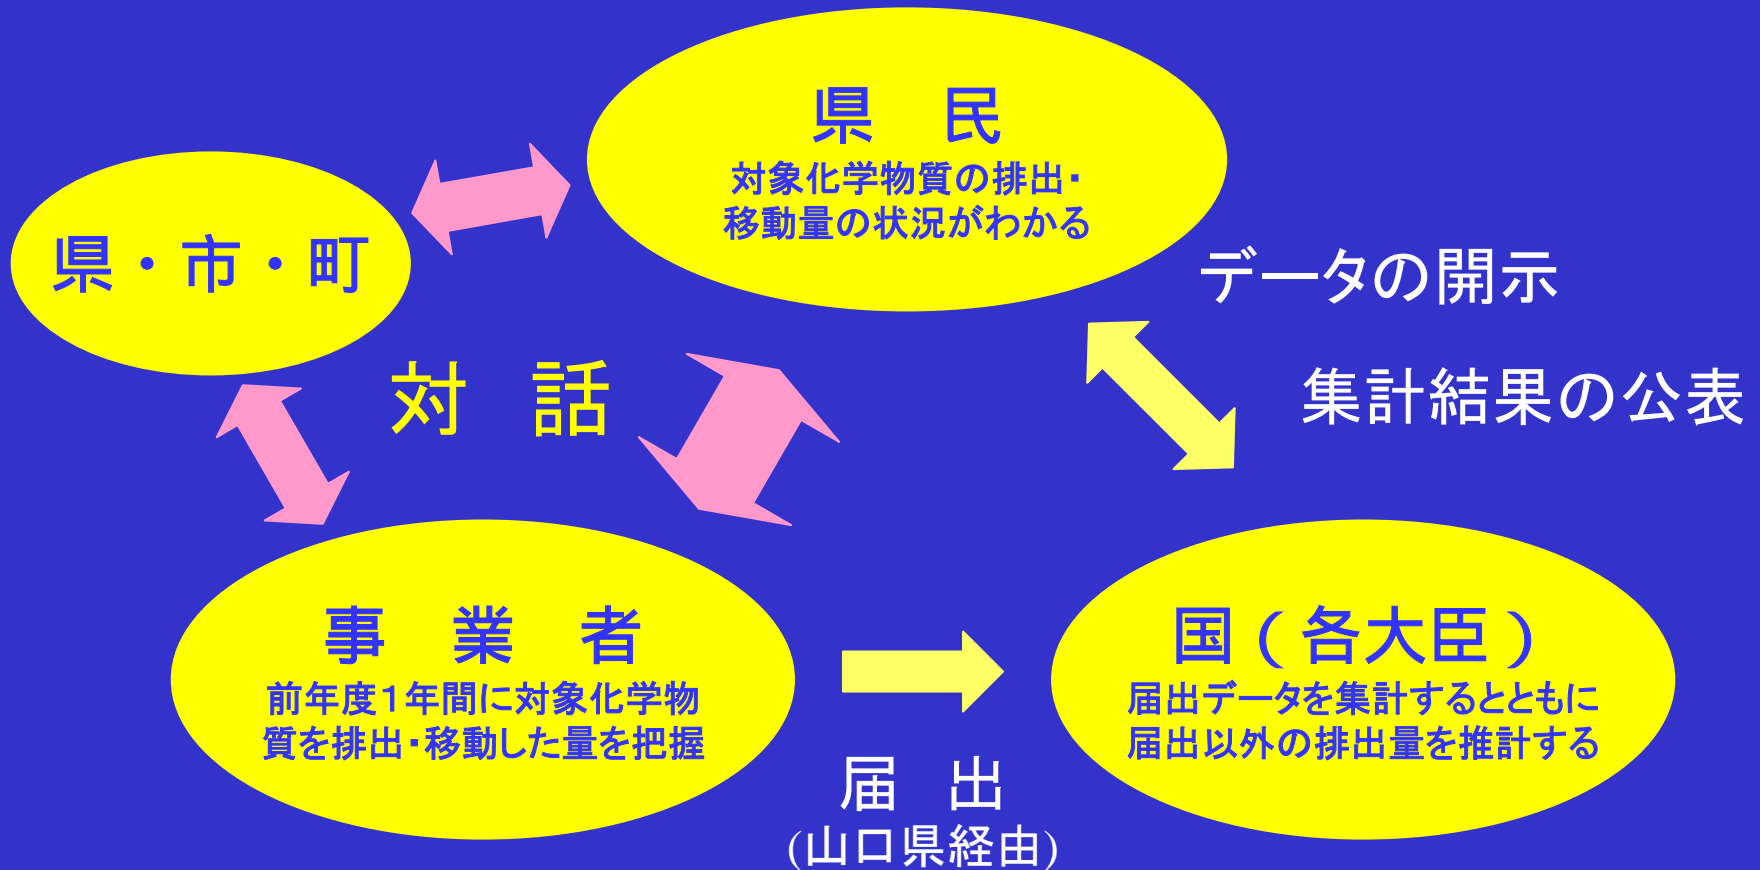 県　民
対象化学物質の排出・
移動量の状況がわかる
県・市・町
データの開示
対　話
集計結果の公表
事　業　者
前年度１年間に対象化学物
質を排出・移動した量を把握
国（各大臣）
届出データを集計するとともに
届出以外の排出量を推計する
届　出
(山口県経由)